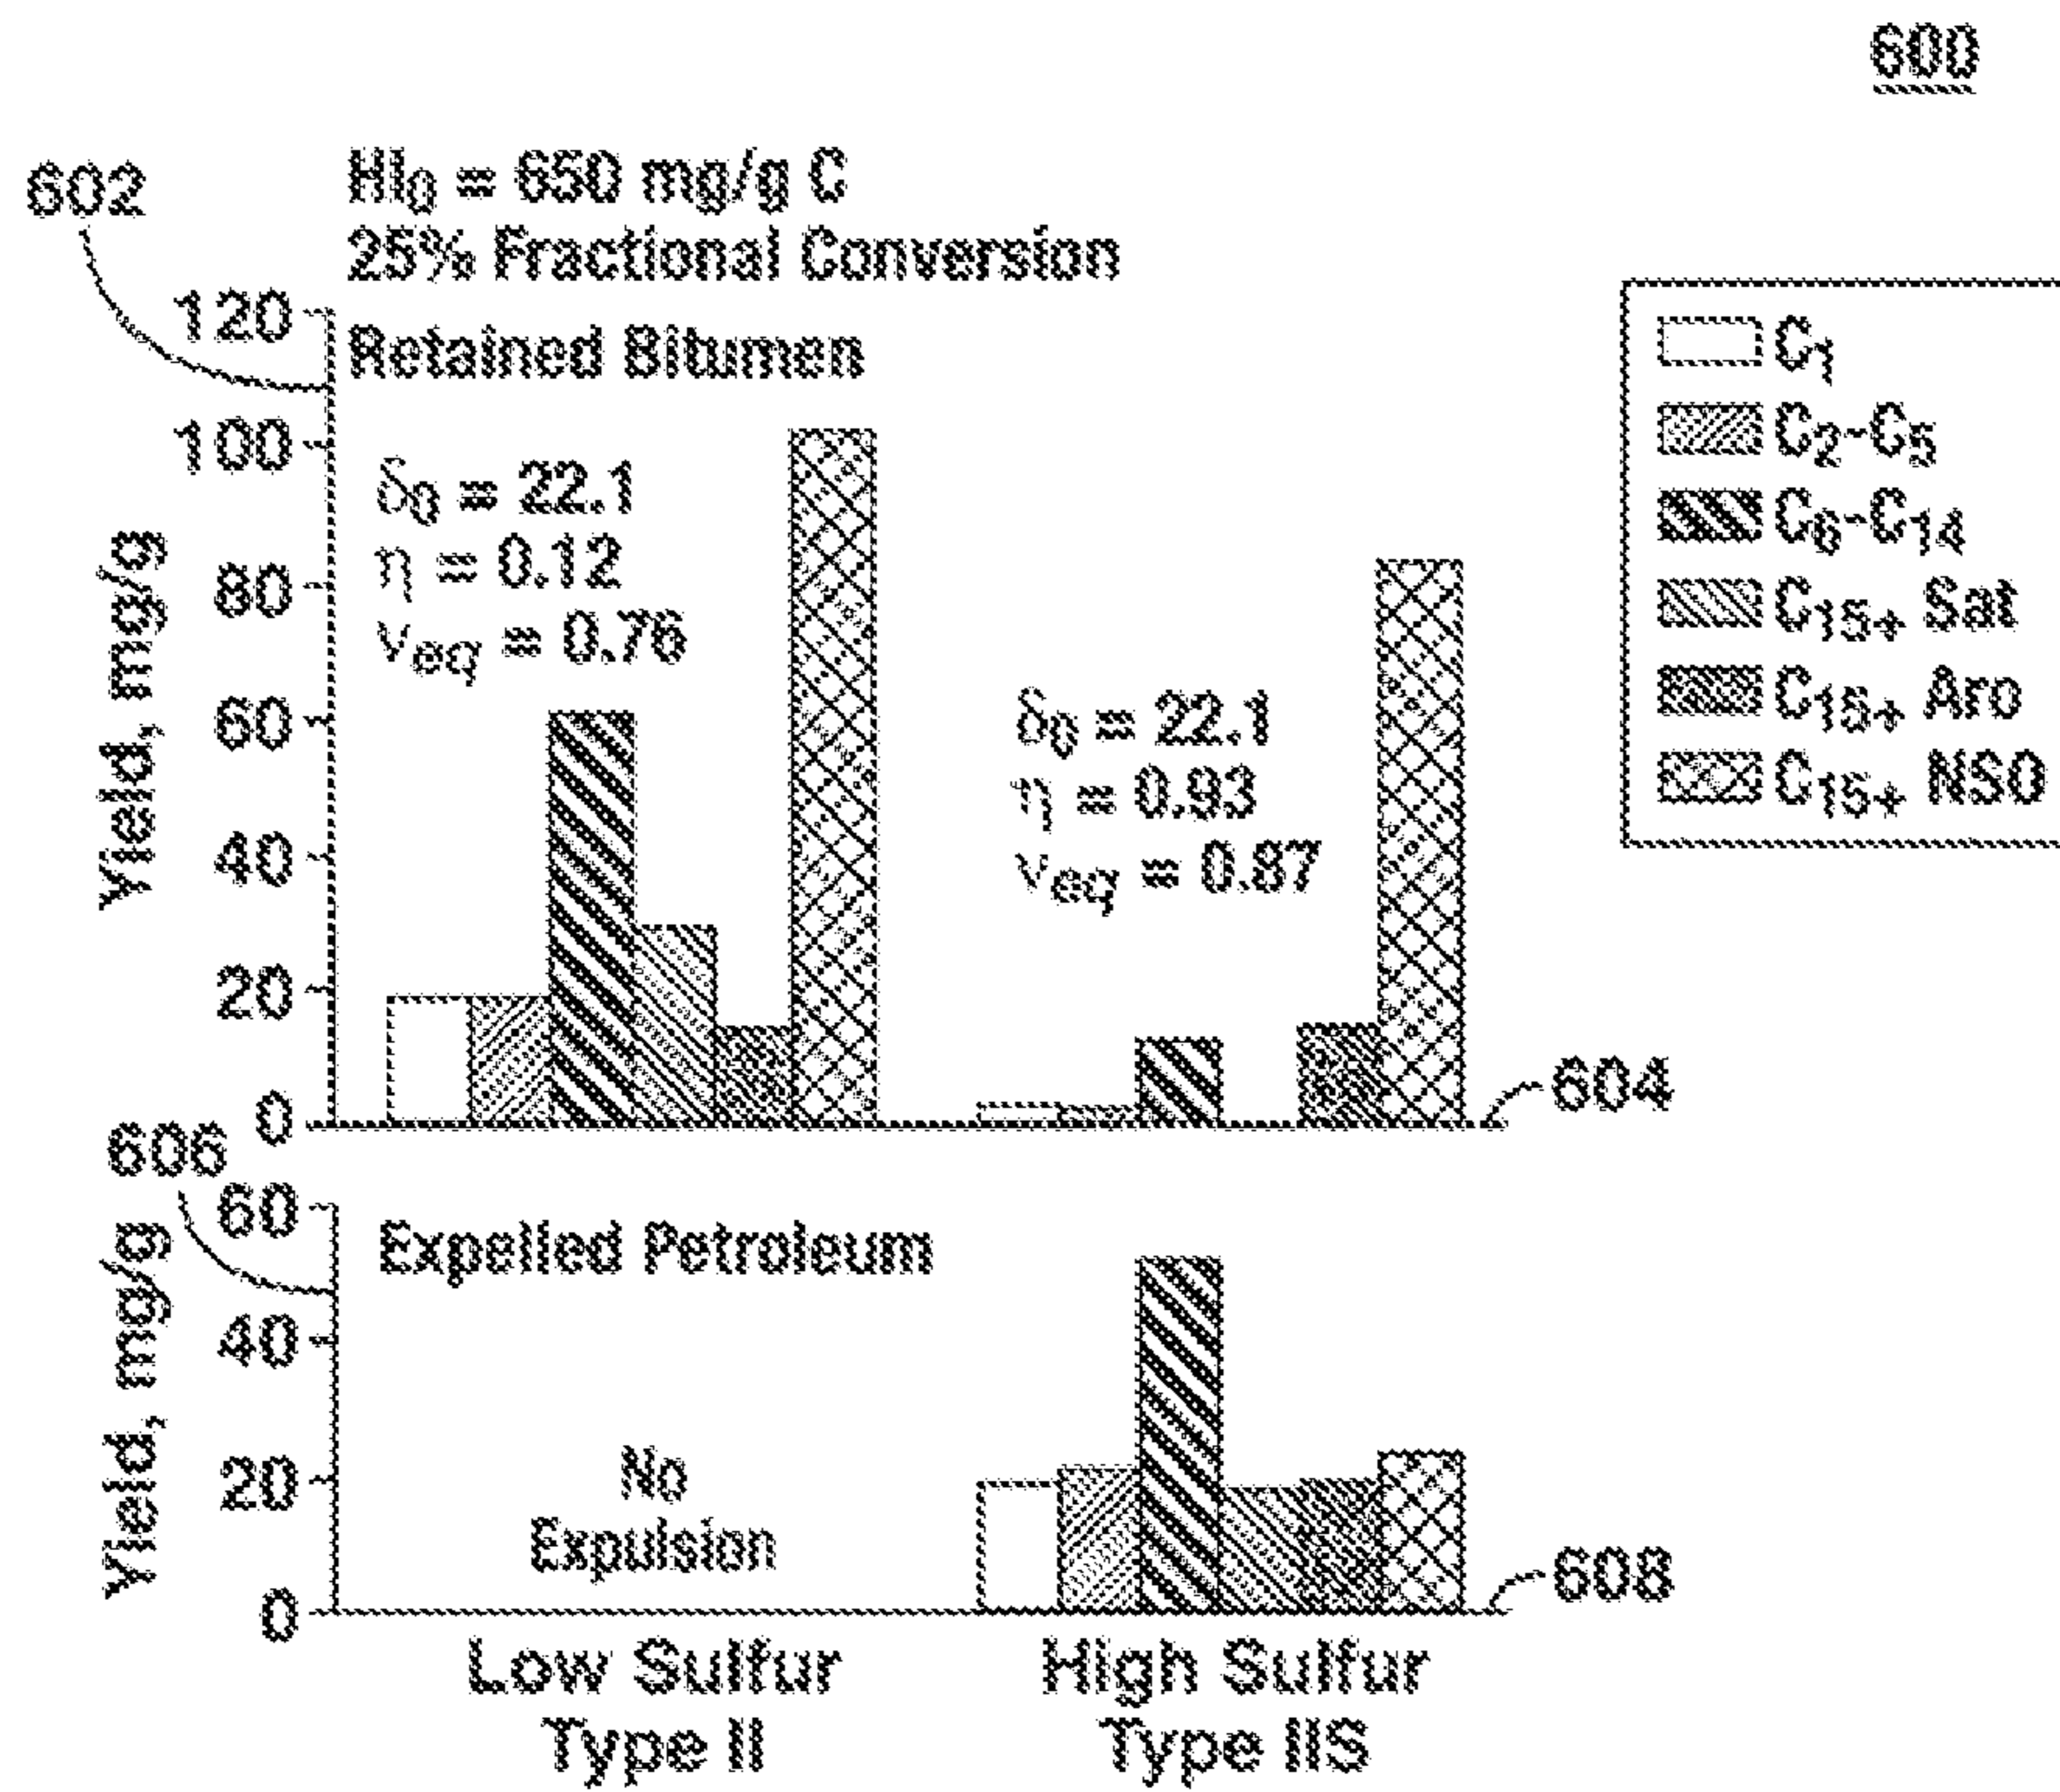 600
602
HI0 = 650 mg/g C
25% Fractional Conversion
Retained Bitumen
120
100
80
60
40
20
0
Yield, mg/g
δ0 = 22.1
η = 0.12
νeq = 0.76
δ0 = 22.1
η = 0.93
νeq = 0.87
C1
C2-C5
C6-C14
C15+ Sat
C15+ Aro
C15+ NSO
604
606
Expelled Petroleum
60
40
20
0
Yield, mg/g
No
Expulsion
608
Low Sulfur
Type II
High Sulfur
Type IIS